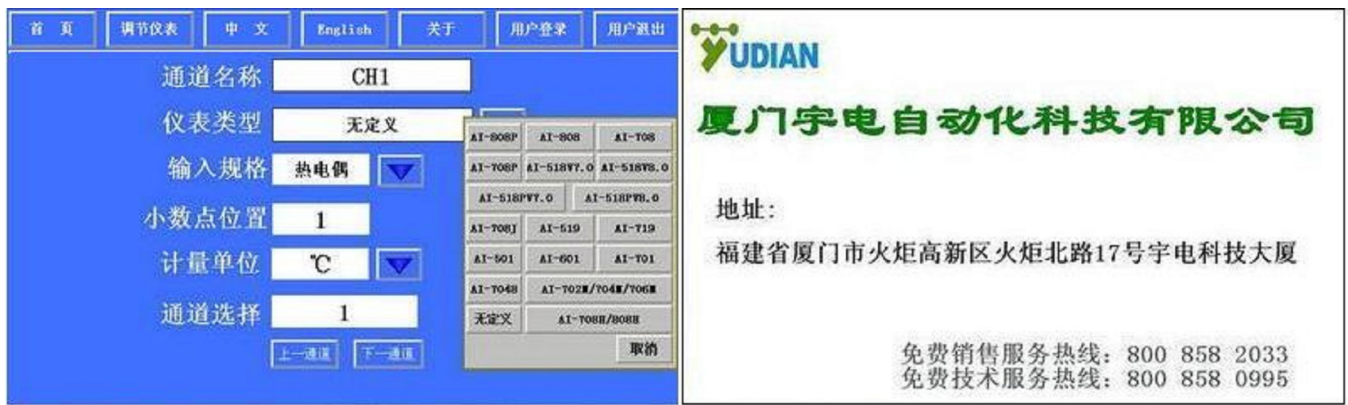 首 页 调节仪表 中 文 English 关于 用户登录 用户退出
通道名称 CH1
仪表类型 无定义
输入规格 热电偶
小数点位置 1
计量单位 ℃
通道选择 1
上一通道 下一通道
AI-808P AI-808 AI-708
AI-708P AI-518V7.0 AI-518V8.0
AI-518PV7.0 AI-518PV8.0
AI-708J AI-519 AI-719
AI-501 AI-601 AI-701
AI-7048 AI-702M/704M/706M
无定义 AI-708H/808H
取消
YUDIAN
厦门宇电自动化科技有限公司
地址:
福建省厦门市火炬高新区火炬北路17号宇电科技大厦
免费销售服务热线: 800 858 2033
免费技术服务热线: 800 858 0995